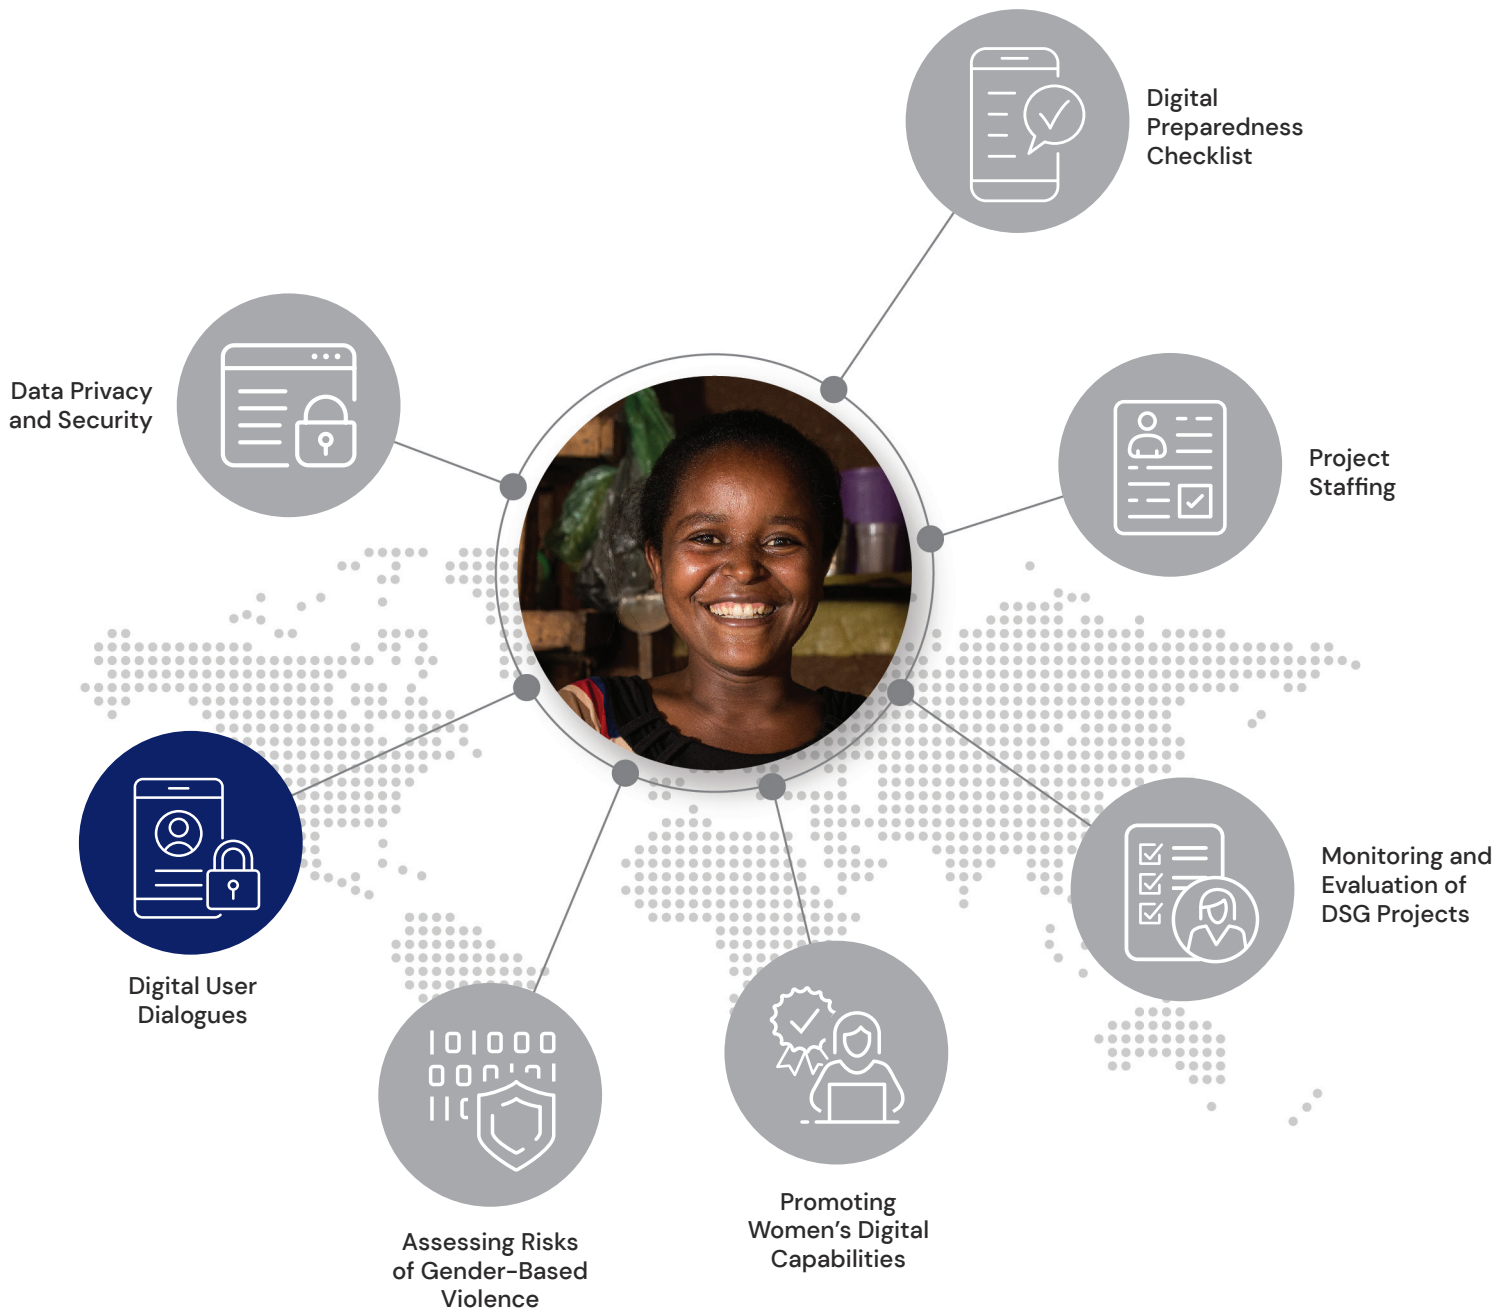 Digital
Preparedness
Checklist
Data Privacy
and Security
Project
Staffing
Monitoring and
Evaluation of
DSG Projects
Digital User
Dialogues
Promoting
Women’s Digital
Capabilities
Assessing Risks
of Gender-Based
Violence